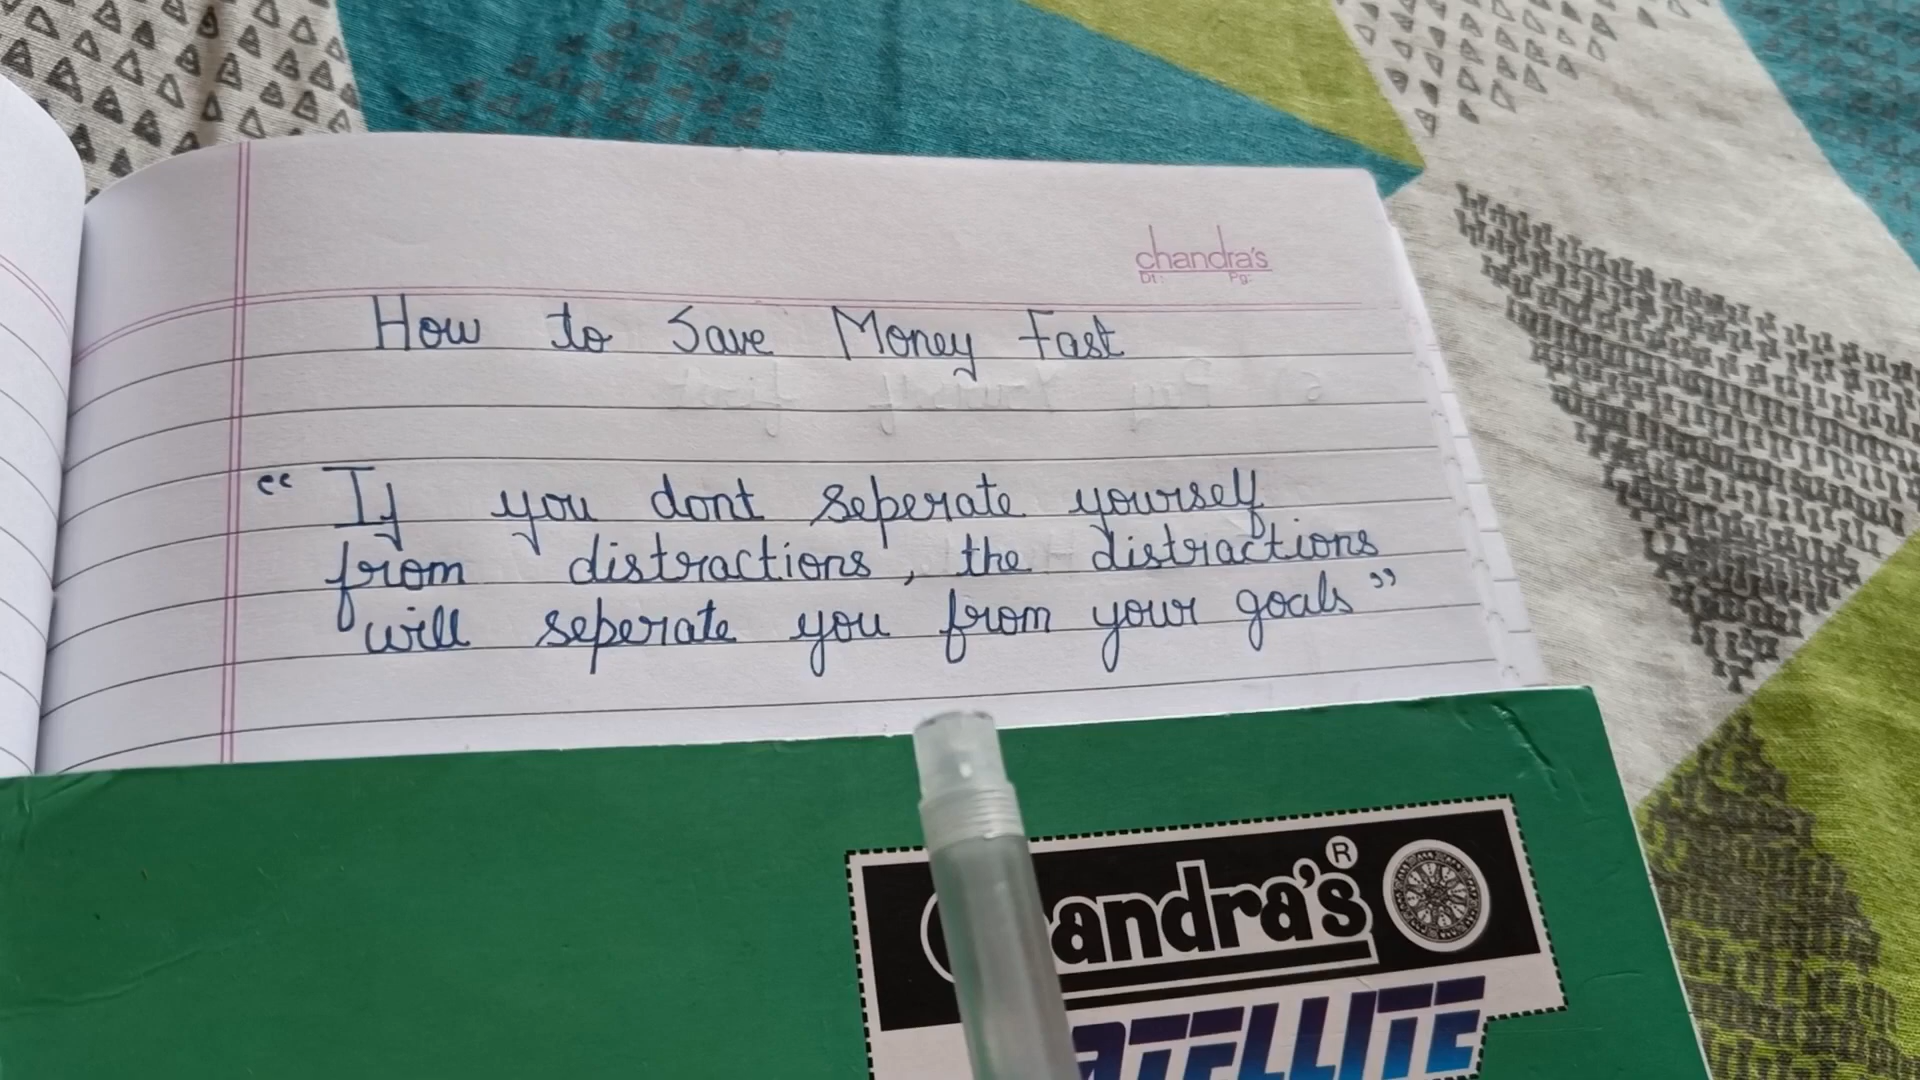 chandra's
Dt: Pg:
How to Save Money Fast
“ If you dont seperate yourself
from distractions, the distractions
will seperate you from your goals ”
andra's ®
ATELLITE